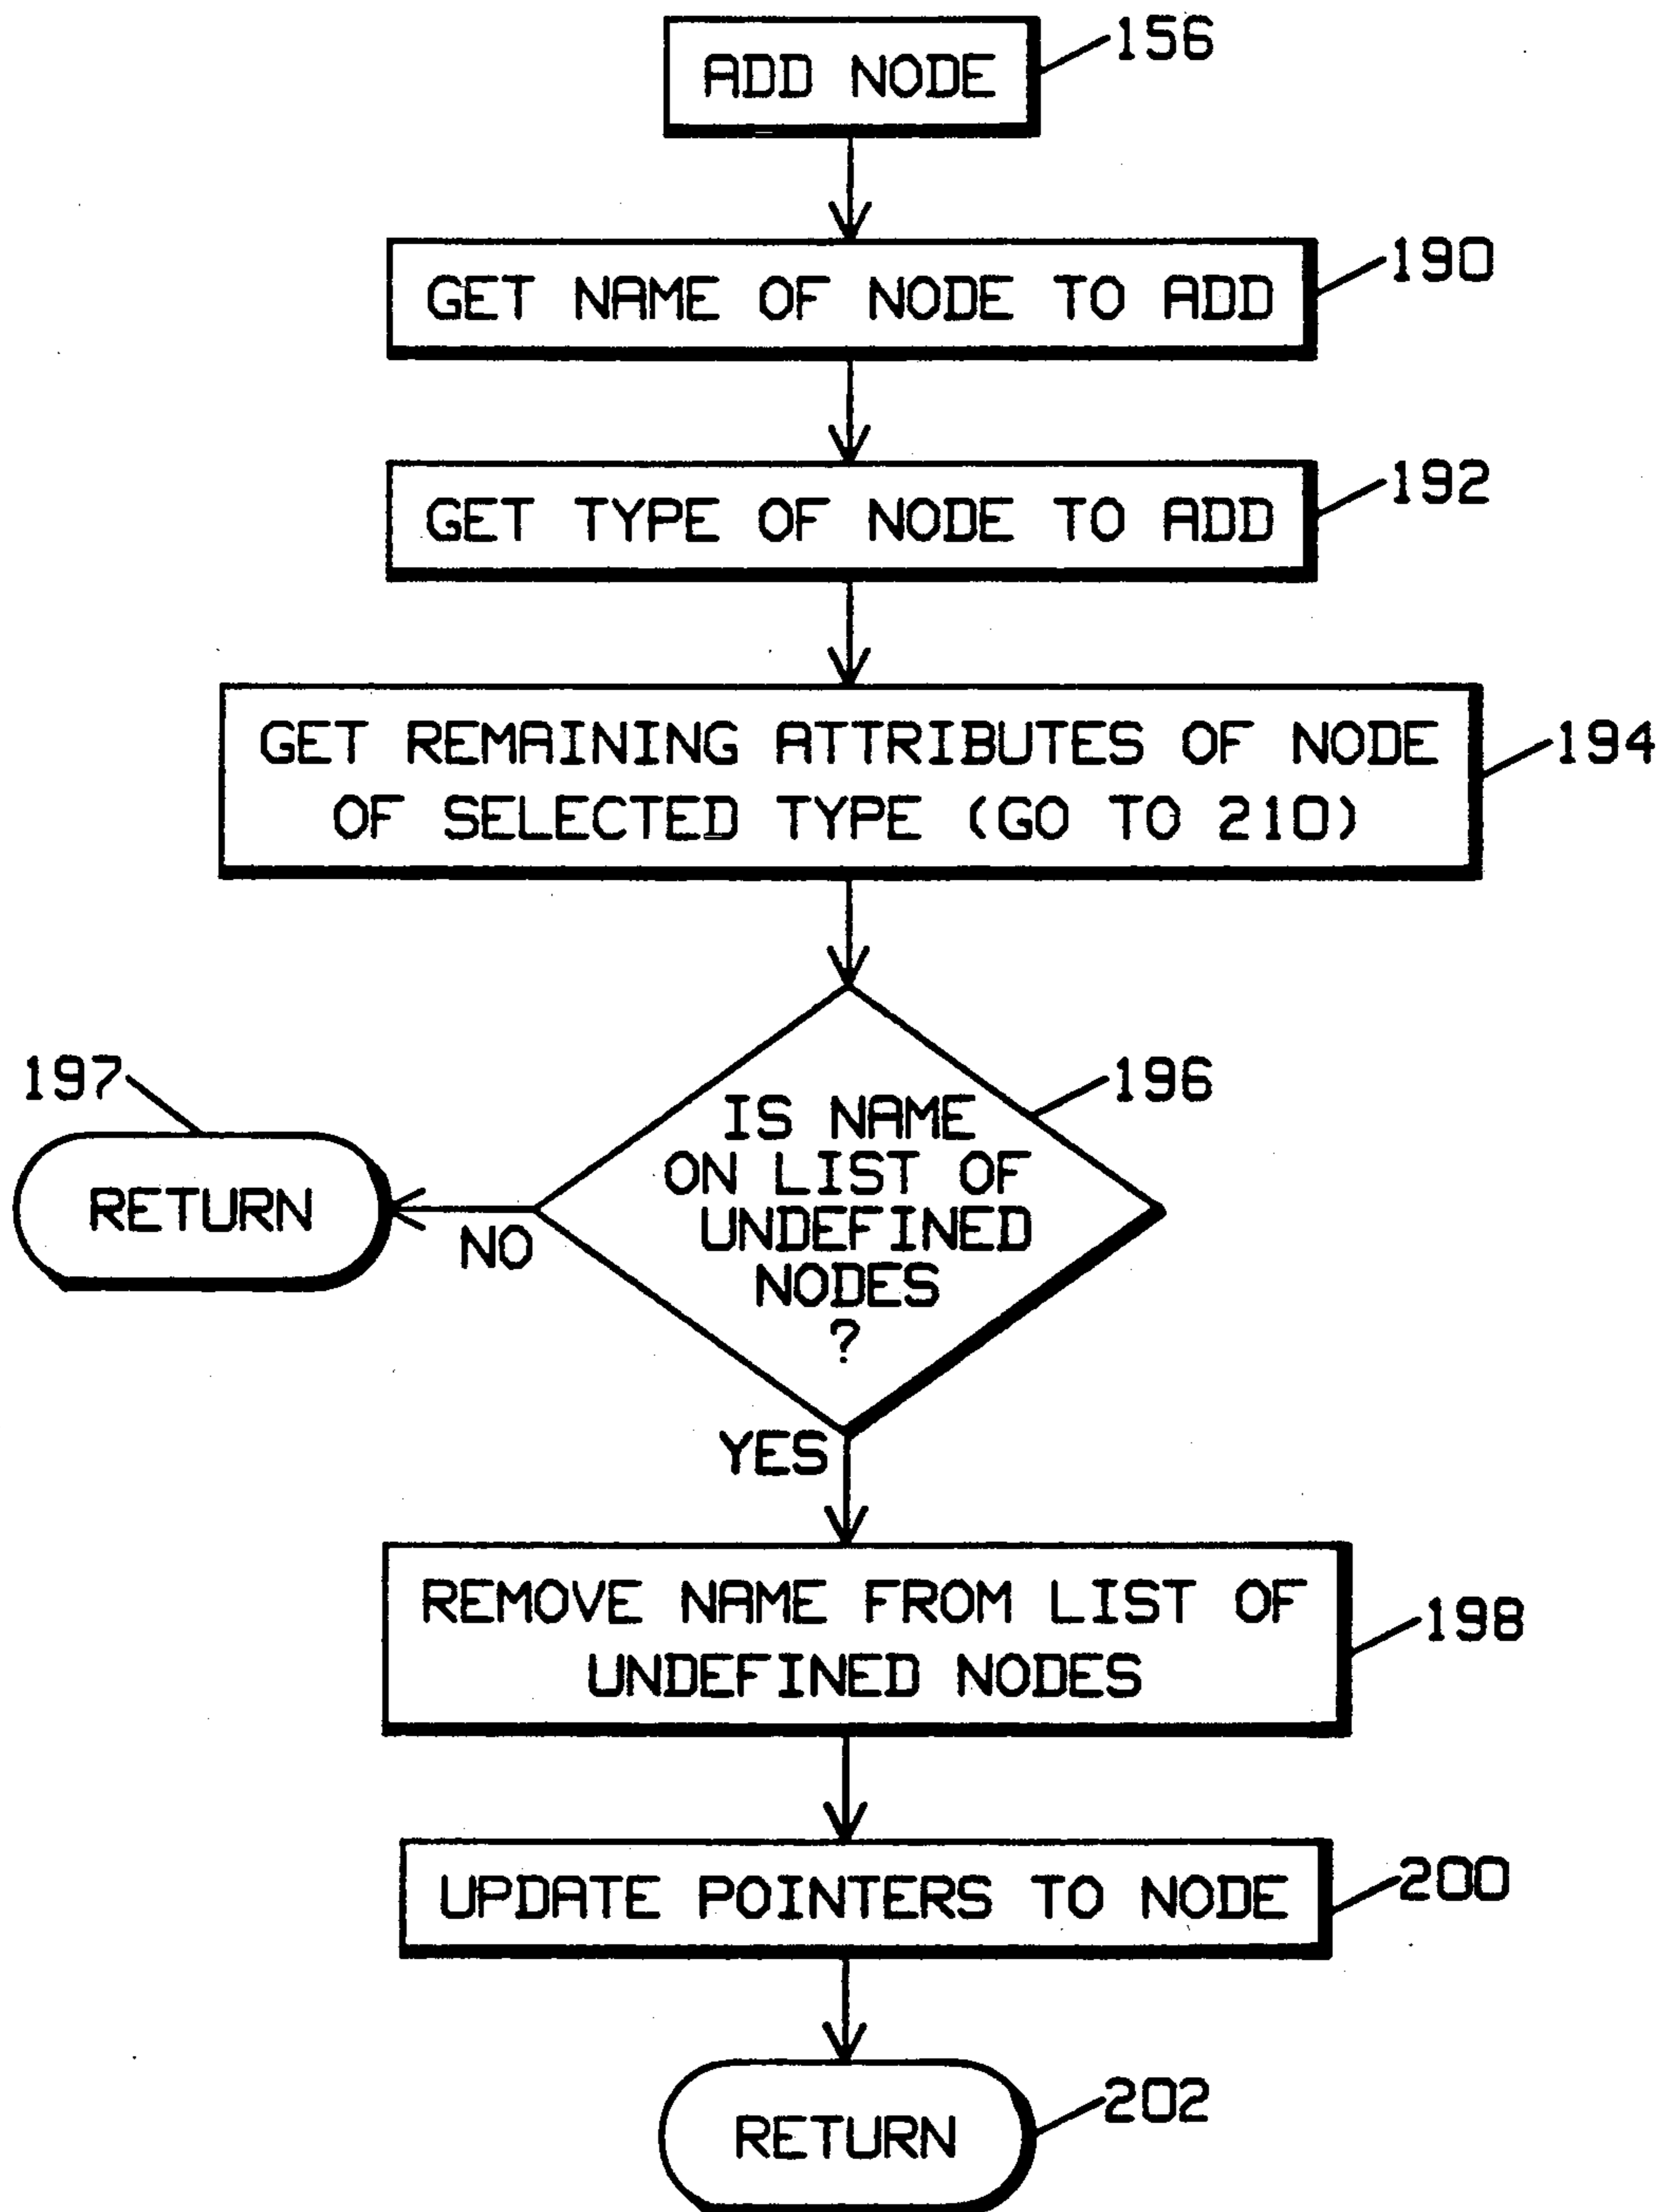 ADD NODE
156
GET NAME OF NODE TO ADD
190
GET TYPE OF NODE TO ADD
192
GET REMAINING ATTRIBUTES OF NODE
OF SELECTED TYPE (GO TO 210)
194
197
196
IS NAME
ON LIST OF
UNDEFINED
NODES
?
RETURN
NO
YES
REMOVE NAME FROM LIST OF
UNDEFINED NODES
198
UPDATE POINTERS TO NODE
200
RETURN
202